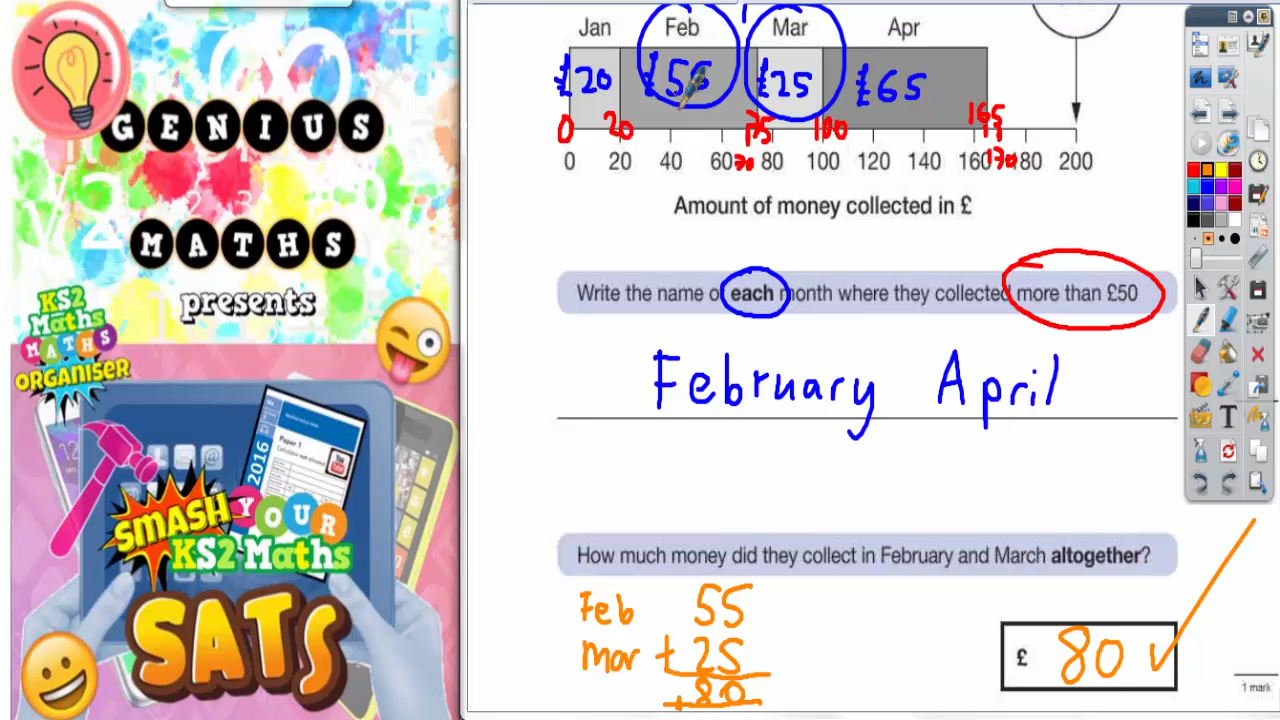 GENIUS
MATHS
presents
KS2
Maths
MATHS
ORGANISER
2016
Paper 1
You
Tube
SMASH YOUR
KS2 Maths
SATs
Jan Feb Mar Apr
£20 £55 £25 £65
0 20 75 100 165
70 170
0 20 40 60 80 100 120 140 160 180 200
Amount of money collected in £
Write the name of each month where they collected more than £50
February April
How much money did they collect in February and March altogether?
Feb 55
Mar + 25
80
£ 80
1 mark